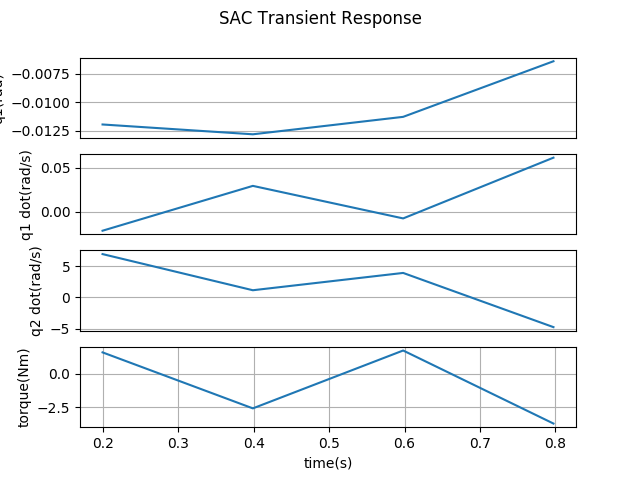 SAC Transient Response
q1(rad)
−0.0075
−0.0100
−0.0125
q1 dot(rad/s)
0.05
0.00
q2 dot(rad/s)
5
0
−5
torque(Nm)
0.0
−2.5
0.2 0.3 0.4 0.5 0.6 0.7 0.8
time(s)